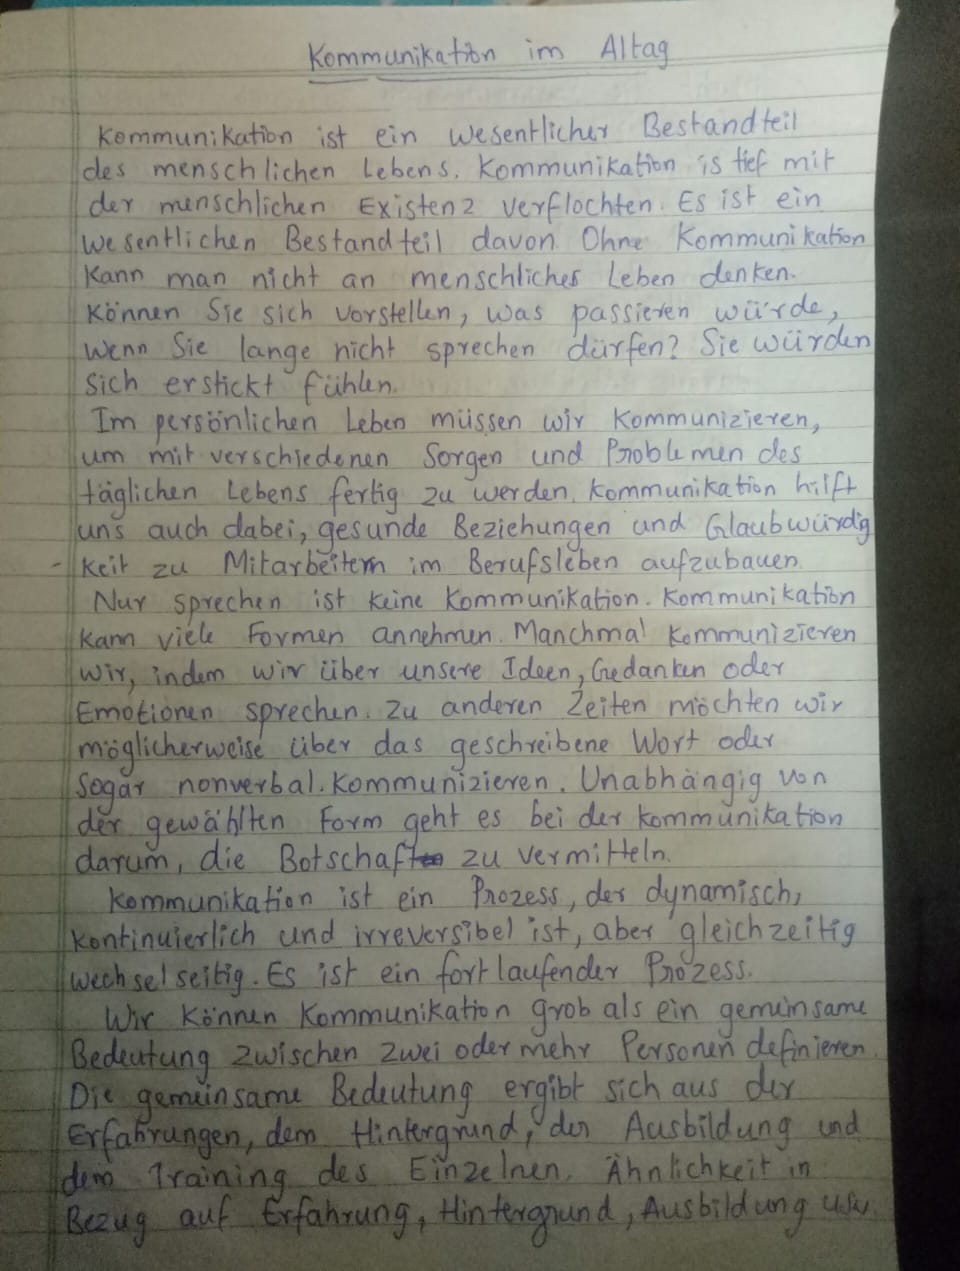 Kommunikation im Altag
Kommunikation ist ein wesentlicher Bestandteil
des menschlichen Lebens. Kommunikation is tief mit
der menschlichen Existenz verflochten. Es ist ein
wesentlichen Bestandteil davon. Ohne Kommunikation
kann man nicht an menschliches Leben denken.
Können Sie sich vorstellen, was passieren würde,
wenn Sie lange nicht sprechen dürfen? Sie würden
sich erstickt fühlen.
Im persönlichen Leben müssen wir kommunizieren,
um mit verschiedenen Sorgen und Problemen des
täglichen Lebens fertig zu werden. Kommunikation hilft
uns auch dabei, gesunde Beziehungen und Glaubwürdig
- keit zu Mitarbeitern im Berufsleben aufzubauen.
Nur sprechen ist keine Kommunikation. Kommunikation
kann viele Formen annehmen. Manchmal kommunizieren
wir, indem wir über unsere Ideen, Gedanken oder
Emotionen sprechen. Zu anderen Zeiten möchten wir
möglicherweise über das geschreibene Wort oder
sogar nonverbal. kommunizieren. Unabhängig von
der gewählten Form geht es bei der kommunikation
darum, die Botschaft zu vermitteln.
Kommunikation ist ein Prozess, der dynamisch,
kontinuierlich und irreversibel ist, aber gleichzeitig
wechselseitig. Es ist ein fortlaufender Prozess.
Wir können Kommunikation grob als ein gemeinsame
Bedeutung zwischen zwei oder mehr Personen definieren.
Die gemeinsame Bedeutung ergibt sich aus der
Erfahrungen, dem Hintergrund, der Ausbildung und
dem Training des Einzelnen. Ähnlichkeit in
Bezug auf Erfahrung, Hintergrund, Ausbildung usw.